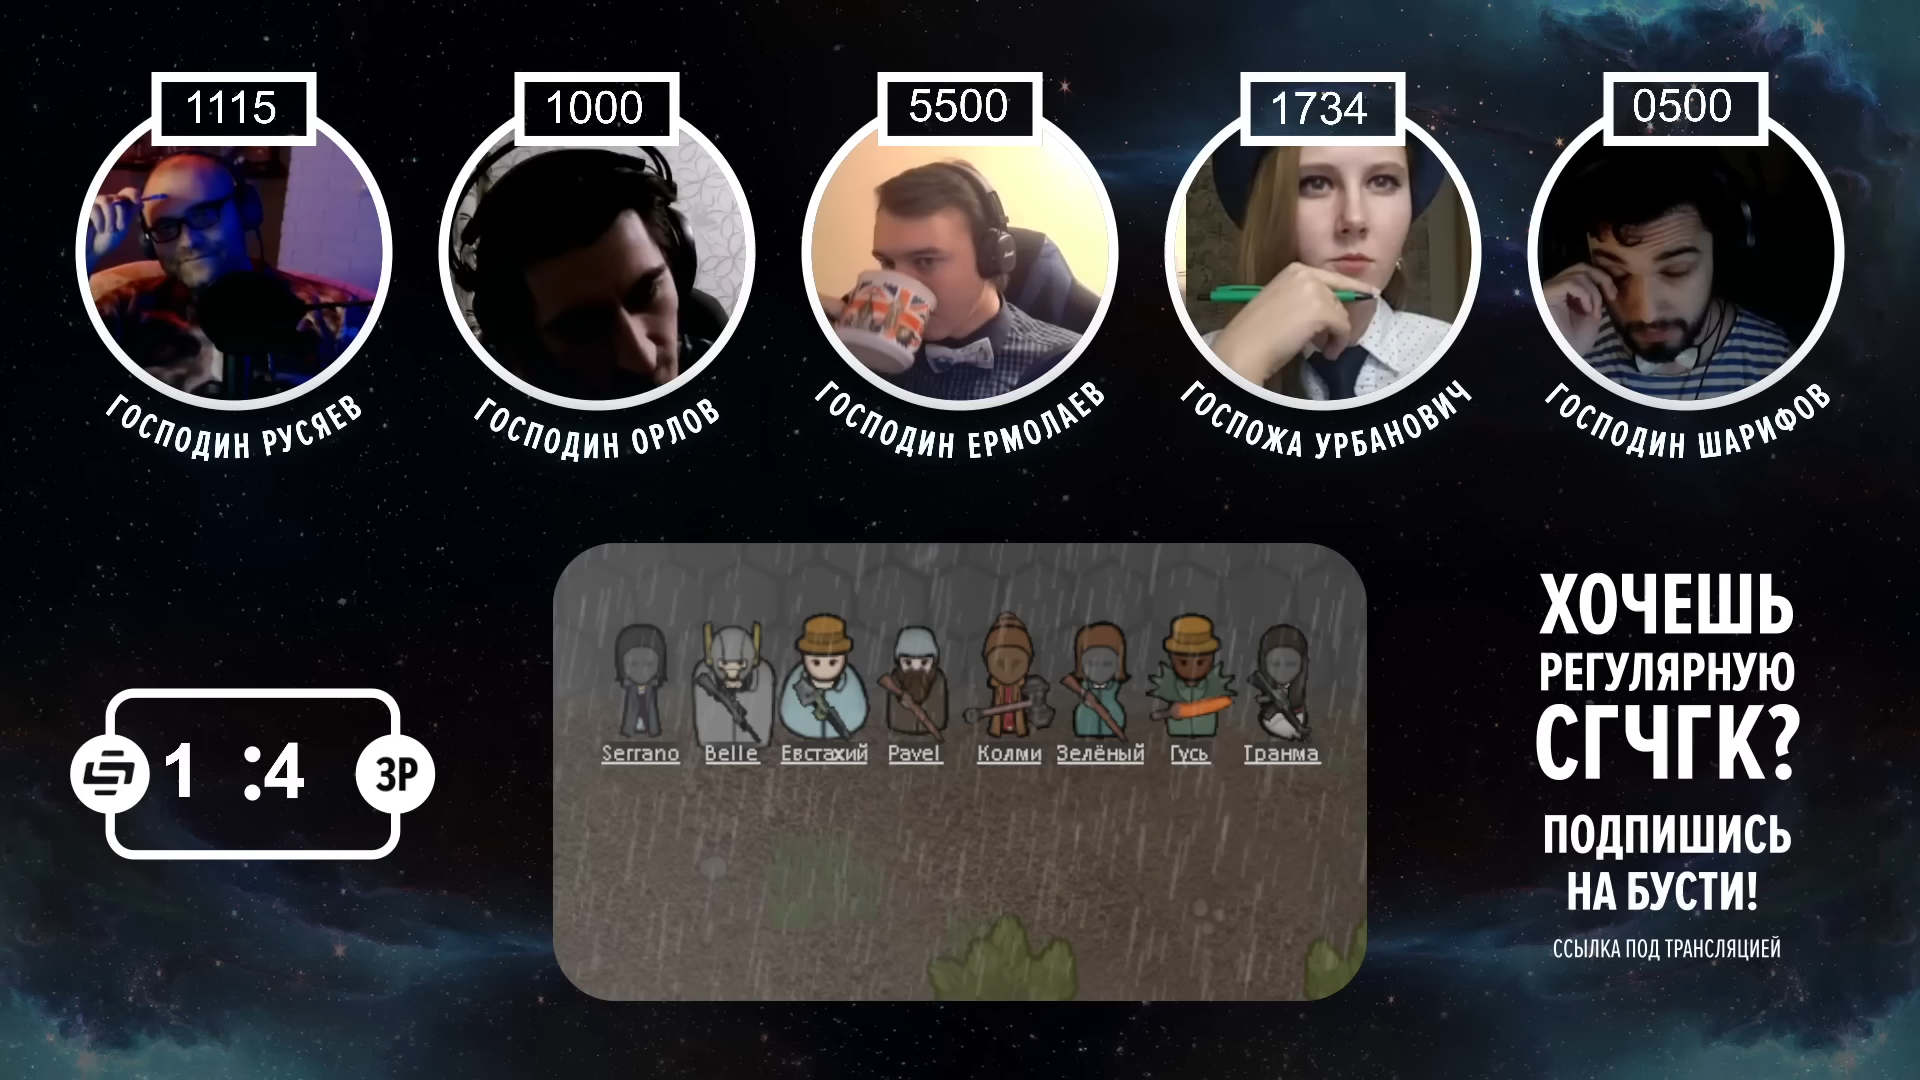 1115
1000
5500
1734
0500
ГОСПОДИН РУСЯЕВ
ГОСПОДИН ОРЛОВ
ГОСПОДИН ЕРМОЛАЕВ
ГОСПОЖА УРБАНОВИЧ
ГОСПОДИН ШАРИФОВ
Serrano Belle Евстахий Pavel Колми Зелёный Гусь Транма
1 :4 ЗР
ХОЧЕШЬ
РЕГУЛЯРНУЮ
СГЧГК?
ПОДПИШИСЬ
НА БУСТИ!
ССЫЛКА ПОД ТРАНСЛЯЦИЕЙ